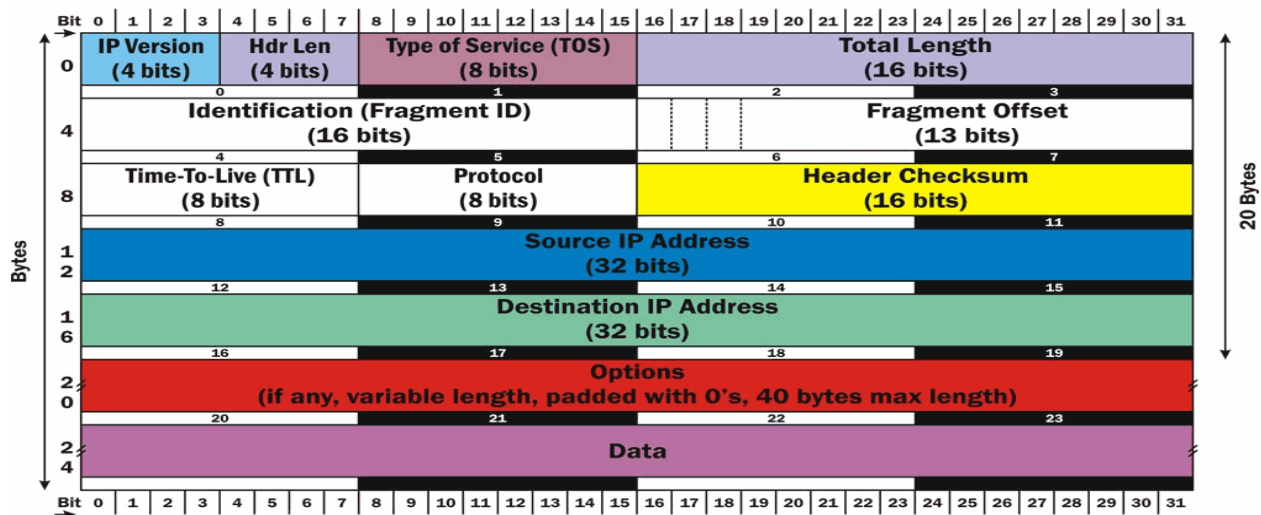 Bit 0 1 2 3 4 5 6 7 8 9 10 11 12 13 14 15 16 17 18 19 20 21 22 23 24 25 26 27 28 29 30 31
0
IP Version
(4 bits)
Hdr Len
(4 bits)
Type of Service (TOS)
(8 bits)
Total Length
(16 bits)
0 1 2 3
4
Identification (Fragment ID)
(16 bits)
Fragment Offset
(13 bits)
4 5 6 7
8
Time-To-Live (TTL)
(8 bits)
Protocol
(8 bits)
Header Checksum
(16 bits)
8 9 10 11
12
Source IP Address
(32 bits)
12 13 14 15
16
Destination IP Address
(32 bits)
16 17 18 19
20
Options
(if any, variable length, padded with 0's, 40 bytes max length)
20 21 22 23
24
Data
Bit 0 1 2 3 4 5 6 7 8 9 10 11 12 13 14 15 16 17 18 19 20 21 22 23 24 25 26 27 28 29 30 31
Bytes
20 Bytes